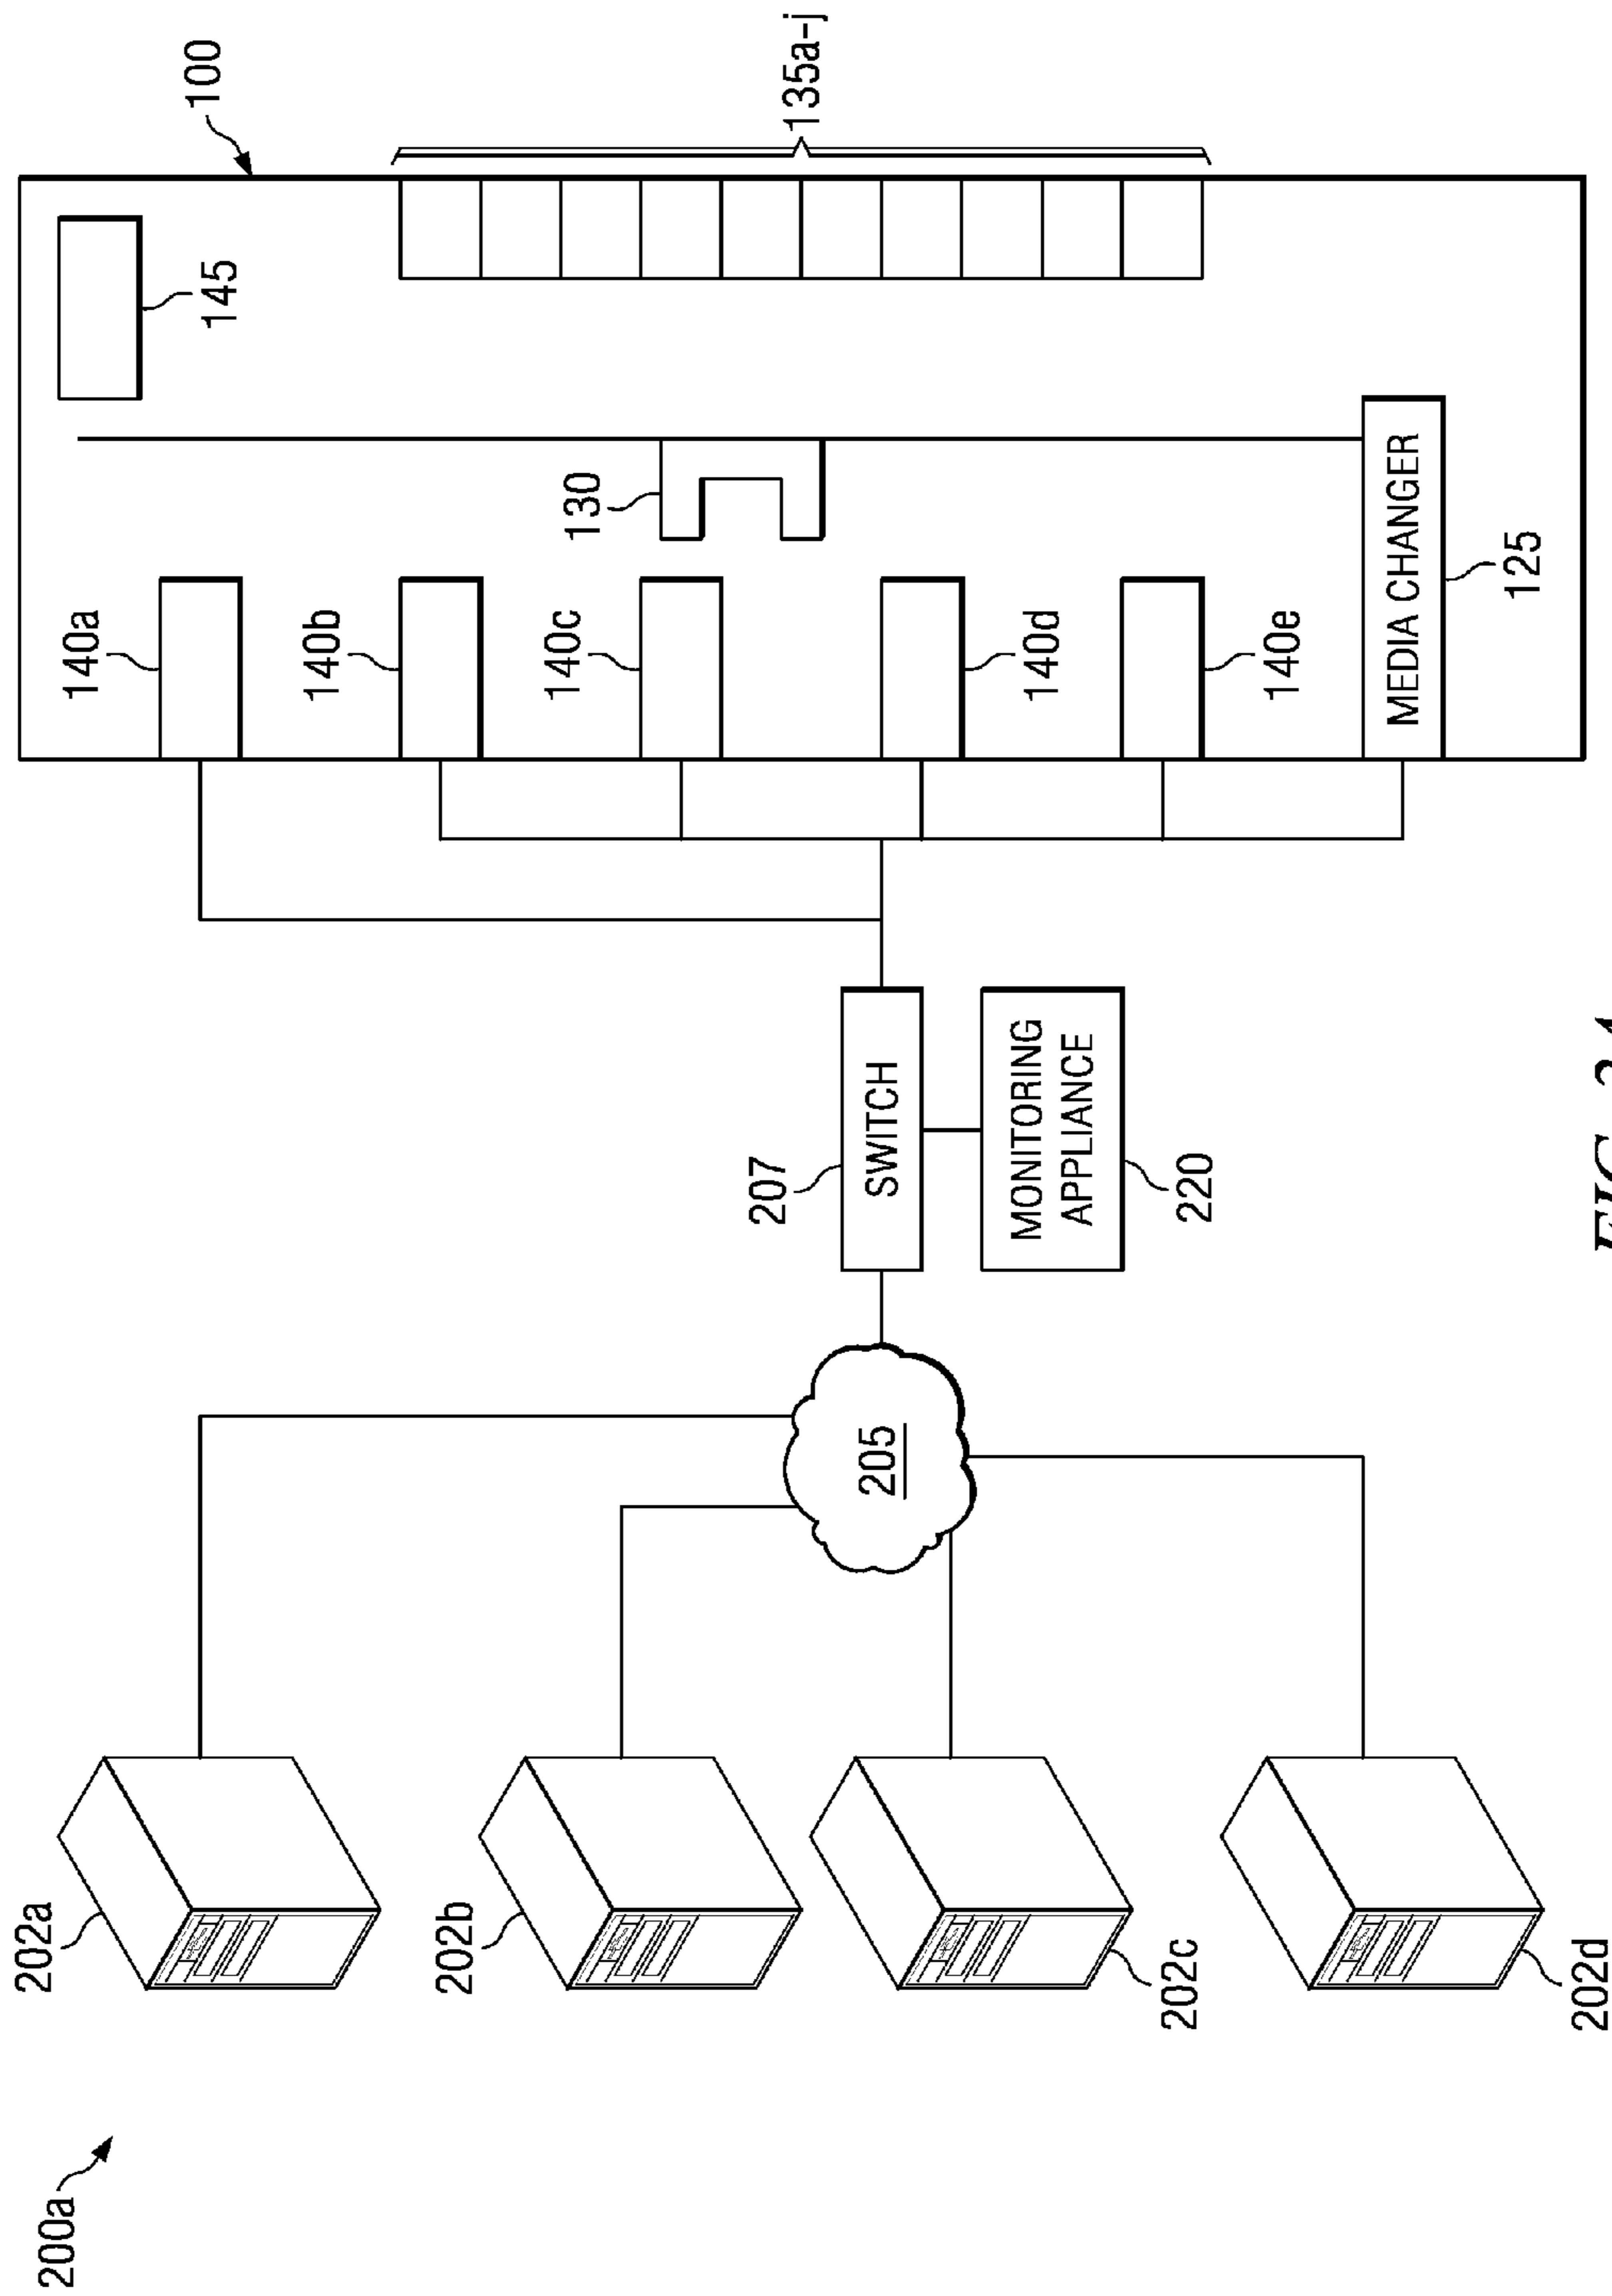 200a
202a
202b
202c
202d
205
207
SWITCH
MONITORING
APPLIANCE
220
140a
140b
140c
140d
140e
130
MEDIA CHANGER
125
145
100
135a-j